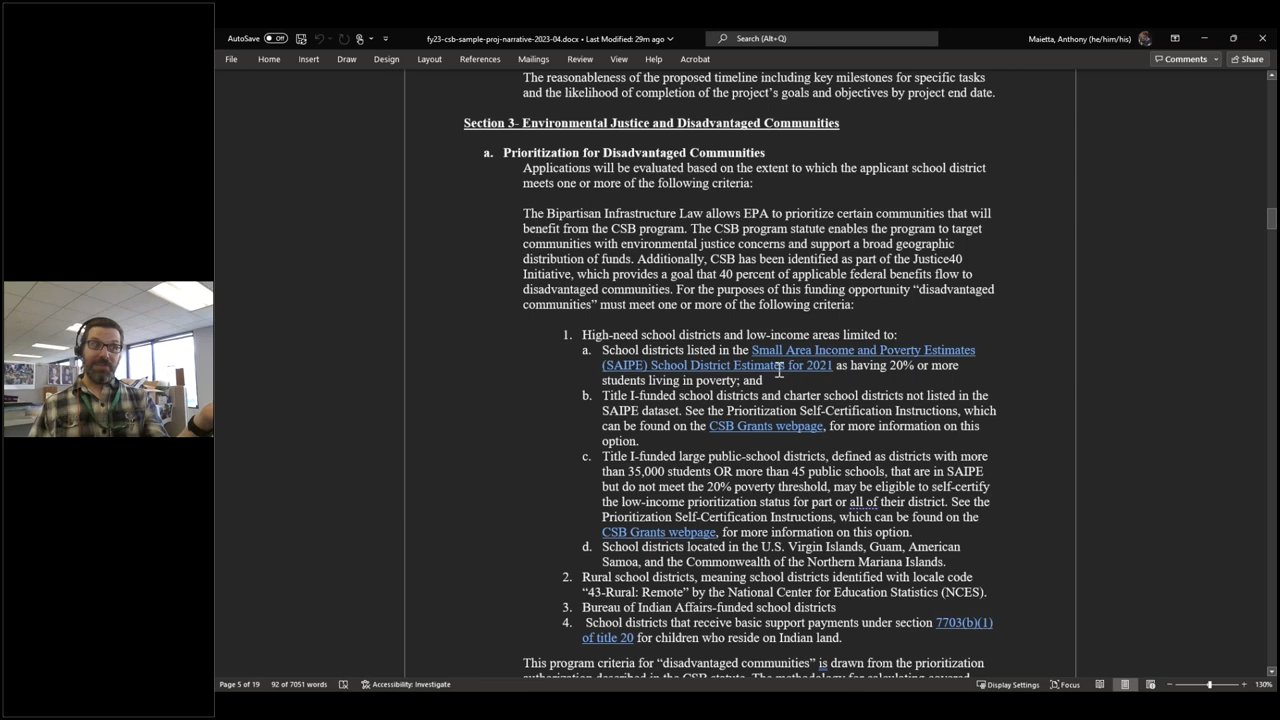 AutoSave Off fy23-csb-sample-proj-narrative-2023-04.docx • Last Modified: 29m ago Search (Alt+Q) Maietta, Anthony (he/him/his)
File Home Insert Draw Design Layout References Mailings Review View Help Acrobat Comments Share
The reasonableness of the proposed timeline including key milestones for specific tasks
and the likelihood of completion of the project's goals and objectives by project end date.
Section 3- Environmental Justice and Disadvantaged Communities
a. Prioritization for Disadvantaged Communities
Applications will be evaluated based on the extent to which the applicant school district
meets one or more of the following criteria:
The Bipartisan Infrastructure Law allows EPA to prioritize certain communities that will
benefit from the CSB program. The CSB program statute enables the program to target
communities with environmental justice concerns and support a broad geographic
distribution of funds. Additionally, CSB has been identified as part of the Justice40
Initiative, which provides a goal that 40 percent of applicable federal benefits flow to
disadvantaged communities. For the purposes of this funding opportunity “disadvantaged
communities” must meet one or more of the following criteria:
1. High-need school districts and low-income areas limited to:
a. School districts listed in the Small Area Income and Poverty Estimates
(SAIPE) School District Estimates for 2021 as having 20% or more
students living in poverty; and
b. Title I-funded school districts and charter school districts not listed in the
SAIPE dataset. See the Prioritization Self-Certification Instructions, which
can be found on the CSB Grants webpage, for more information on this
option.
c. Title I-funded large public-school districts, defined as districts with more
than 35,000 students OR more than 45 public schools, that are in SAIPE
but do not meet the 20% poverty threshold, may be eligible to self-certify
the low-income prioritization status for part or all of their district. See the
Prioritization Self-Certification Instructions, which can be found on the
CSB Grants webpage, for more information on this option.
d. School districts located in the U.S. Virgin Islands, Guam, American
Samoa, and the Commonwealth of the Northern Mariana Islands.
2. Rural school districts, meaning school districts identified with locale code
“43-Rural: Remote” by the National Center for Education Statistics (NCES).
3. Bureau of Indian Affairs-funded school districts
4. School districts that receive basic support payments under section 7703(b)(1)
of title 20 for children who reside on Indian land.
This program criteria for “disadvantaged communities” is drawn from the prioritization
authorization described in the CSB statute. The methodology for calculating covered
Page 5 of 19 92 of 7051 words Accessibility: Investigate Display Settings Focus 130%